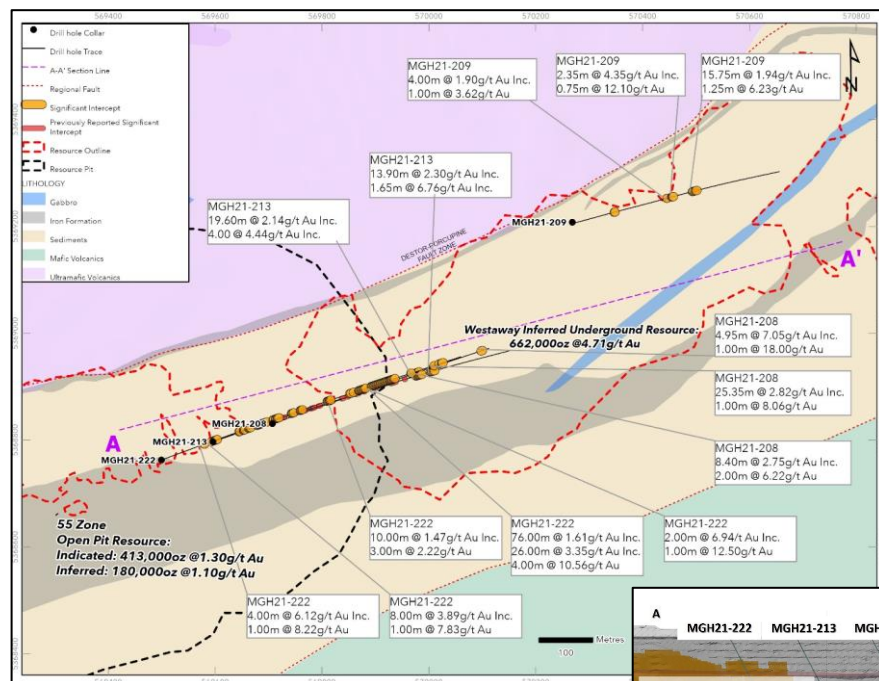 569400
569600
569800
570000
570200
570400
570600
570800
Drill hole Collar
Drill hole Trace
A-A' Section Line
Regional Fault
Significant Intercept
Previously Reported Significant
Intercept
Resource Outline
Resource Pit
LITHOLOGY
Gabbro
Iron Formation
Sediments
Mafic Volcanics
Ultramafic Volcanics
MGH21-209
4.00m @ 1.90g/t Au Inc.
1.00m @ 3.62g/t Au
MGH21-209
2.35m @ 4.35g/t Au Inc.
0.75m @ 12.10g/t Au
MGH21-209
15.75m @ 1.94g/t Au Inc.
1.25m @ 6.23g/t Au
N
5369400
MGH21-213
13.90m @ 2.30g/t Au Inc.
1.65m @ 6.76g/t Au Inc.
MGH21-213
19.60m @ 2.14g/t Au Inc.
4.00 @ 4.44g/t Au Inc.
MGH21-209
5369200
DESTOR-PORCUPINE
FAULT ZONE
A'
5369000
Westaway Inferred Underground Resource:
662,000oz @4.71g/t Au
MGH21-208
4.95m @ 7.05g/t Au Inc.
1.00m @ 18.00g/t Au
MGH21-208
25.35m @ 2.82g/t Au Inc.
1.00m @ 8.06g/t Au
MGH21-208
8.40m @ 2.75g/t Au Inc.
2.00m @ 6.22g/t Au
MGH21-208
A
MGH21-213
MGH21-222
5368800
55 Zone
Open Pit Resource:
Indicated: 413,000oz @1.30g/t Au
Inferred: 180,000oz @1.10g/t Au
5368600
MGH21-222
10.00m @ 1.47g/t Au Inc.
3.00m @ 2.22g/t Au
MGH21-222
76.00m @ 1.61g/t Au Inc.
26.00m @ 3.35g/t Au Inc.
4.00m @ 10.56g/t Au
MGH21-222
2.00m @ 6.94g/t Au Inc.
1.00m @ 12.50g/t Au
MGH21-222
4.00m @ 6.12g/t Au Inc.
1.00m @ 8.22g/t Au
MGH21-222
8.00m @ 3.89g/t Au Inc.
1.00m @ 7.83g/t Au
Metres
100
5368400
A
MGH21-222
MGH21-213